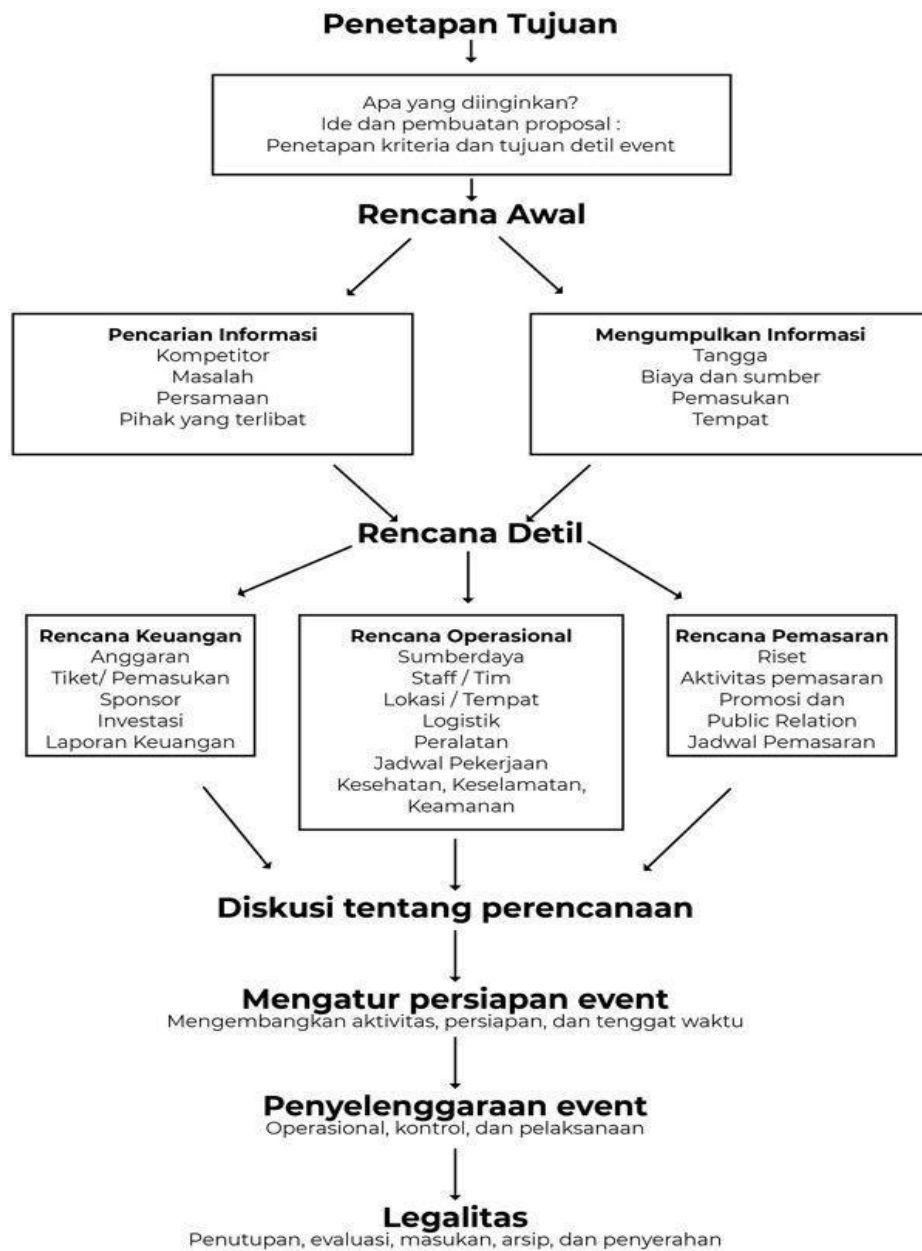 Penetapan Tujuan
Apa yang diinginkan?
Ide dan pembuatan proposal :
Penetapan kriteria dan tujuan detil event
Rencana Awal
Pencarian Informasi
Kompetitor
Masalah
Persamaan
Pihak yang terlibat
Mengumpulkan Informasi
Tangga
Biaya dan sumber
Pemasukan
Tempat
Rencana Detil
Rencana Keuangan
Anggaran
Tiket/ Pemasukan
Sponsor
Investasi
Laporan Keuangan
Rencana Operasional
Sumberdaya
Staff / Tim
Lokasi / Tempat
Logistik
Peralatan
Jadwal Pekerjaan
Kesehatan, Keselamatan,
Keamanan
Rencana Pemasaran
Riset
Aktivitas pemasaran
Promosi dan
Public Relation
Jadwal Pemasaran
Diskusi tentang perencanaan
Mengatur persiapan event
Mengembangkan aktivitas, persiapan, dan tenggat waktu
Penyelenggaraan event
Operasional, kontrol, dan pelaksanaan
Legalitas
Penutupan, evaluasi, masukan, arsip, dan penyerahan